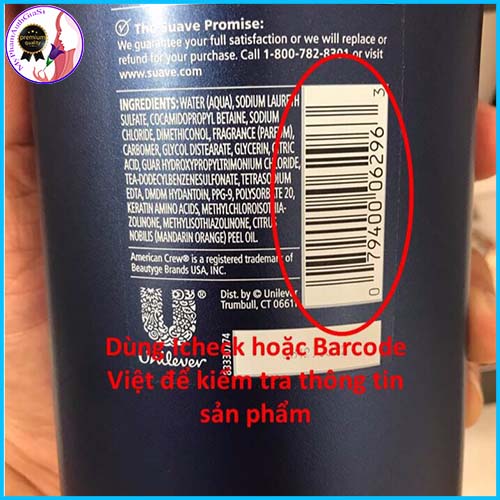 The Suave Promise:
We guarantee your full satisfaction or we will replace or
refund for your purchase. Call 1-800-782-8301 or visit
www.suave.com
INGREDIENTS: WATER (AQUA), SODIUM LAURETH
SULFATE, COCAMIDOPROPYL BETAINE, SODIUM
CHLORIDE, DIMETHICONOL, FRAGRANCE (PARFUM),
CARBOMER, GLYCOL DISTEARATE, GLYCERIN, CITRIC
ACID, GUAR HYDROXYPROPYLTRIMONIUM CHLORIDE,
TEA-DODECYLBENZENESULFONATE, TETRASODIUM
EDTA, DMDM HYDANTOIN, PPG-9, POLYSORBATE 20,
KERATIN AMINO ACIDS, METHYLCHLOROISOTHIA-
ZOLINONE, METHYLISOTHIAZOLINONE, CITRUS
NOBILIS (MANDARIN ORANGE) PEEL OIL.
American Crew® is a registered trademark of
Beautyge Brands USA, INC.
0 79400 06296 3
Unilever
Dist. by © Unilever
Trumbull, CT 0661
Dùng Icheck hoặc Barcode
Việt để kiểm tra thông tin
sản phẩm